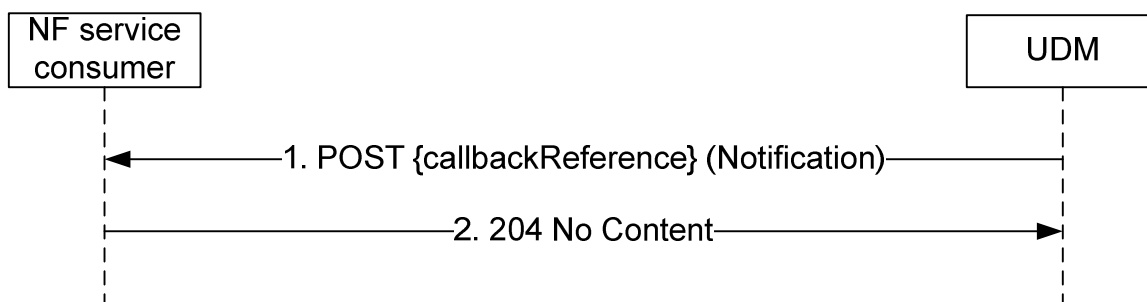 NF service
consumer
UDM
1. POST {callbackReference} (Notification)
2. 204 No Content